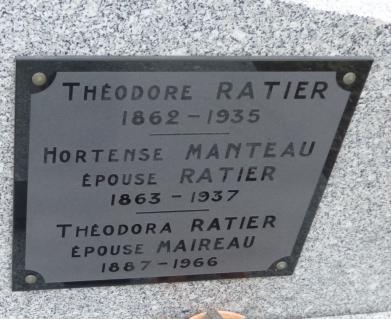 THÉODORE RATIER
1862 - 1935
HORTENSE MANTEAU
ÉPOUSE RATIER
1863 - 1937
THÉODORA RATIER
ÉPOUSE MAIREAU
1887 - 1966